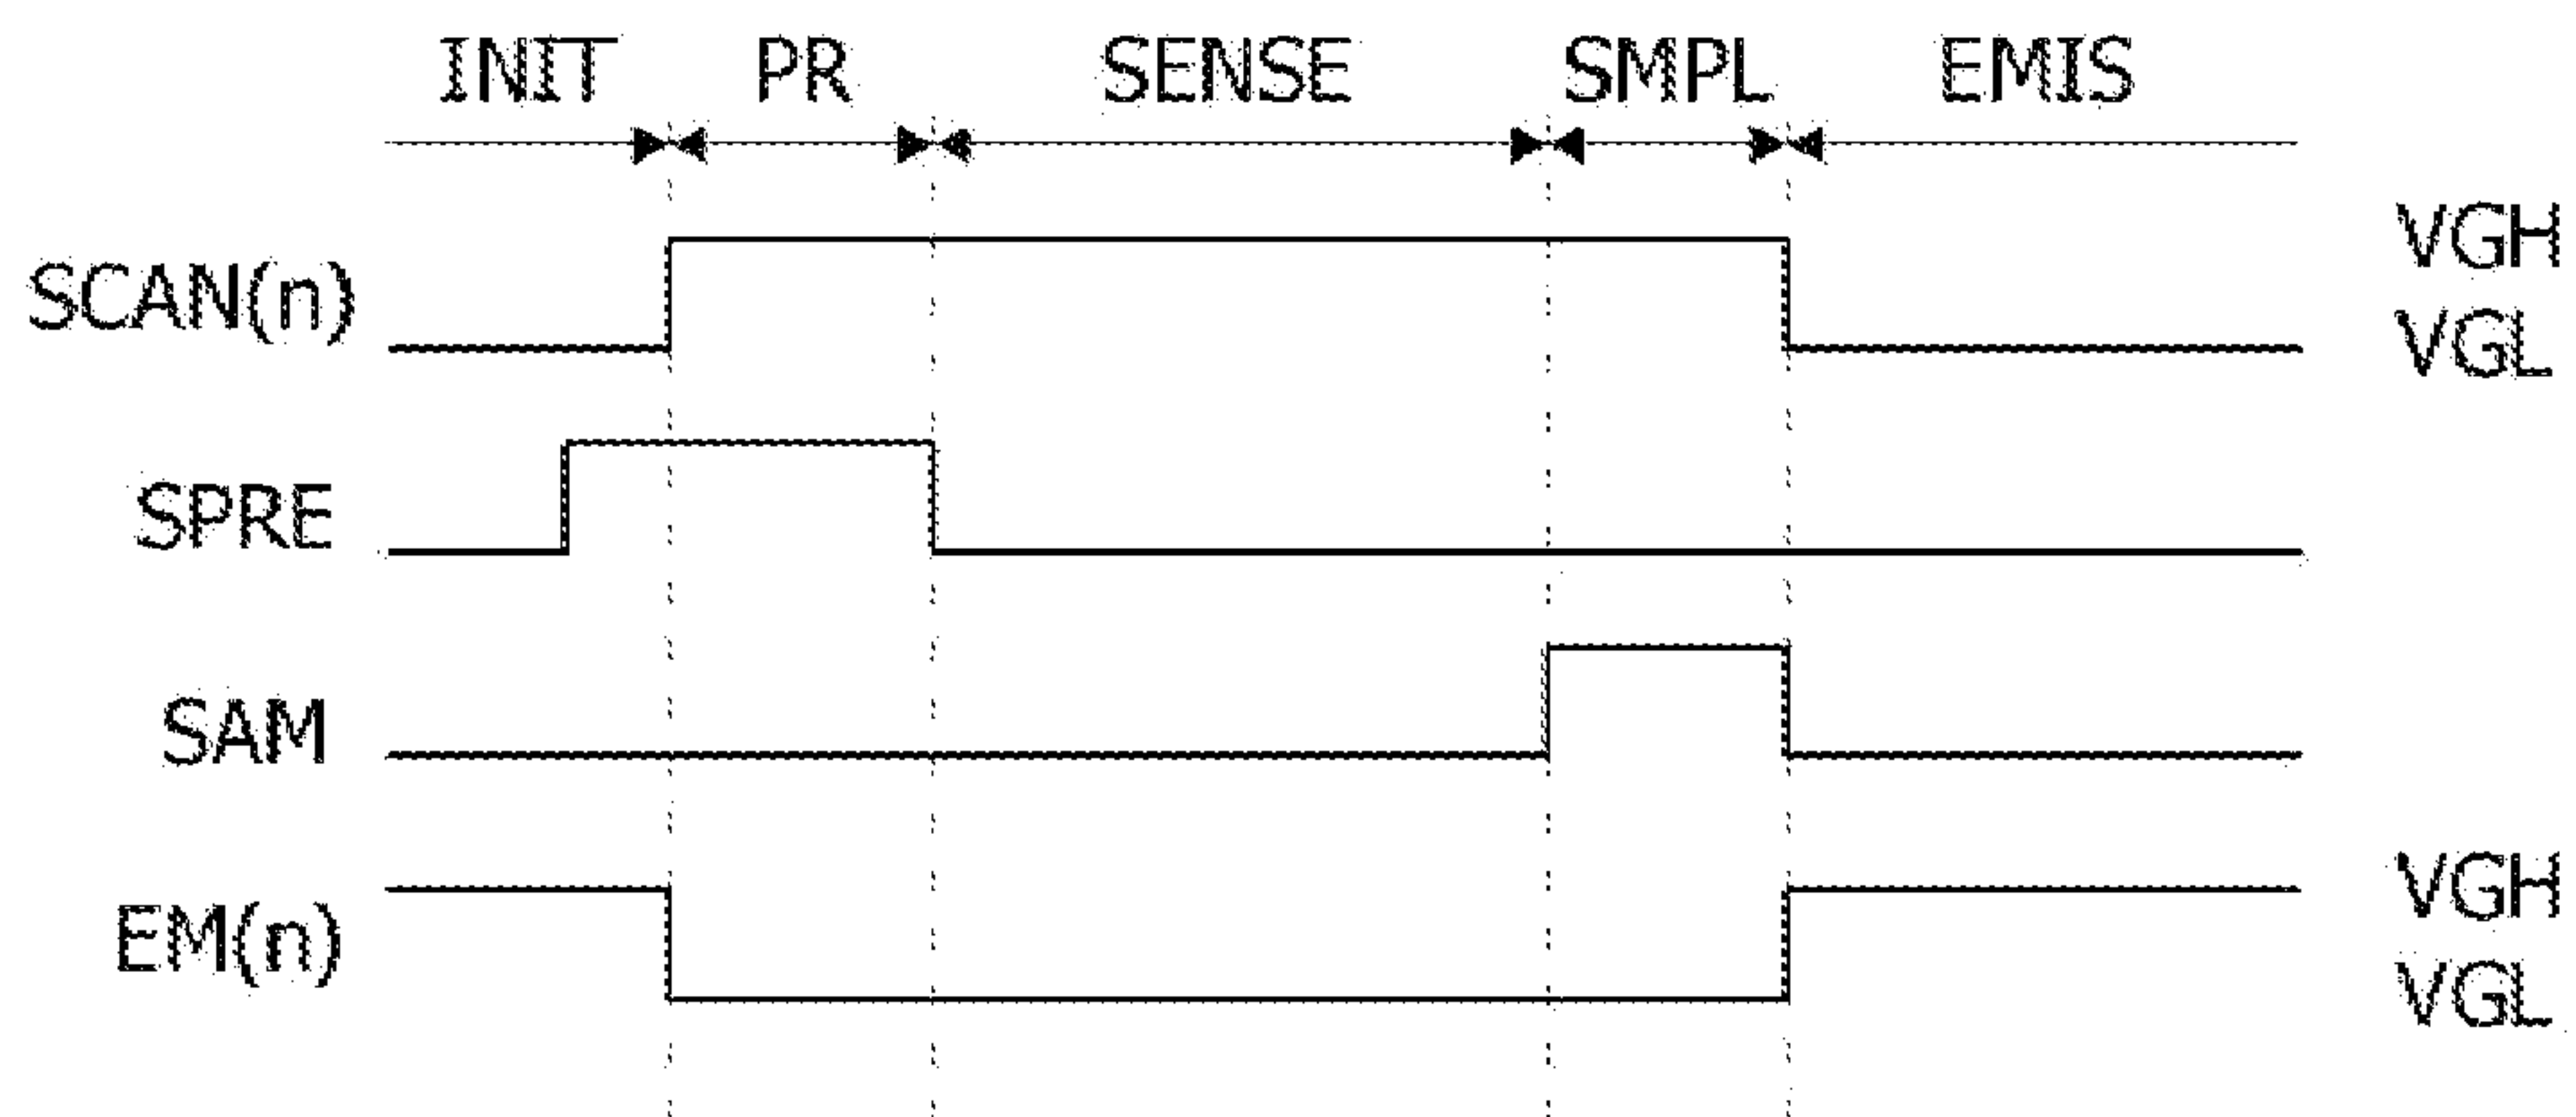 INIT PR SENSE SMPL EMIS
SCAN(n) VGH
VGL
SPRE
SAM
EM(n) VGH
VGL